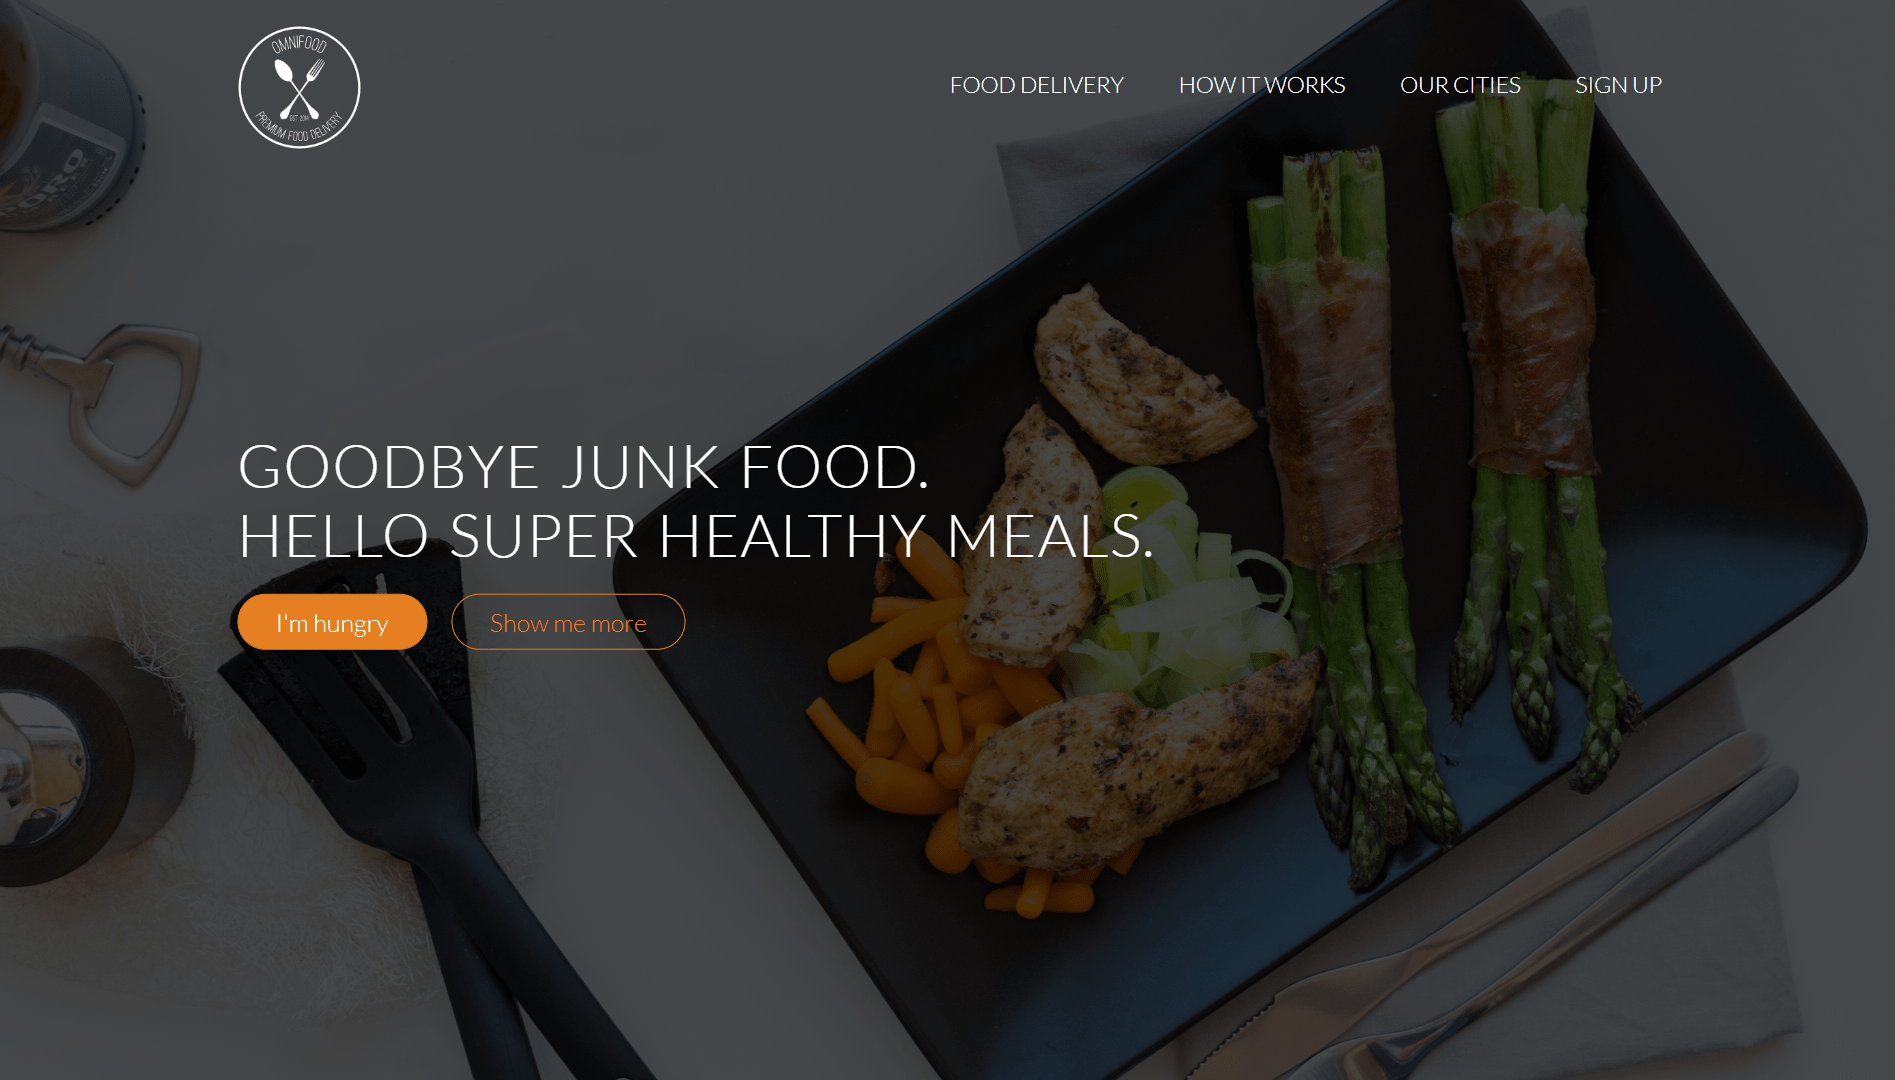 OMNIFOOD
EST. 2014
PREMIUM FOOD DELIVERY
FOOD DELIVERY
HOW IT WORKS
OUR CITIES
SIGN UP
GOODBYE JUNK FOOD.
HELLO SUPER HEALTHY MEALS.
I'm hungry
Show me more